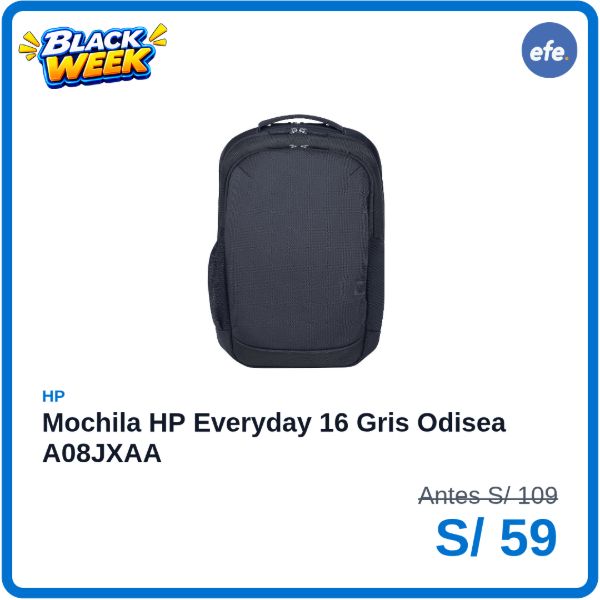 BLACK
WEEK
efe.
HP
Mochila HP Everyday 16 Gris Odisea
A08JXAA
Antes S/ 109
S/ 59